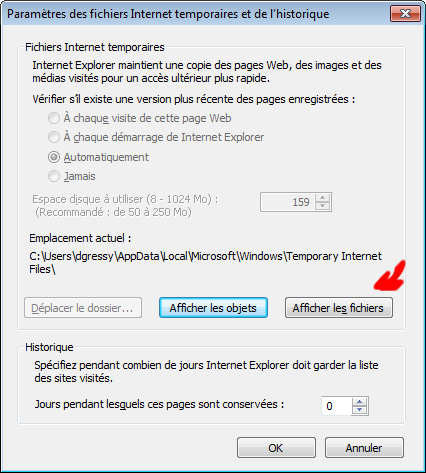 Paramètres des fichiers Internet temporaires et de l'historique
Fichiers Internet temporaires
Internet Explorer maintient une copie des pages Web, des images et des
médias visités pour un accès ultérieur plus rapide.
Vérifier s'il existe une version plus récente des pages enregistrées :
À chaque visite de cette page Web
À chaque démarrage de Internet Explorer
Automatiquement
Jamais
Espace disque à utiliser (8 - 1024 Mo) :
(Recommandé : de 50 à 250 Mo)
159
Emplacement actuel :
C:\Users\dgressy\AppData\Local\Microsoft\Windows\Temporary Internet
Files\
Déplacer le dossier... Afficher les objets Afficher les fichiers
Historique
Spécifiez pendant combien de jours Internet Explorer doit garder la liste
des sites visités.
Jours pendant lesquels ces pages sont conservées : 0
OK Annuler